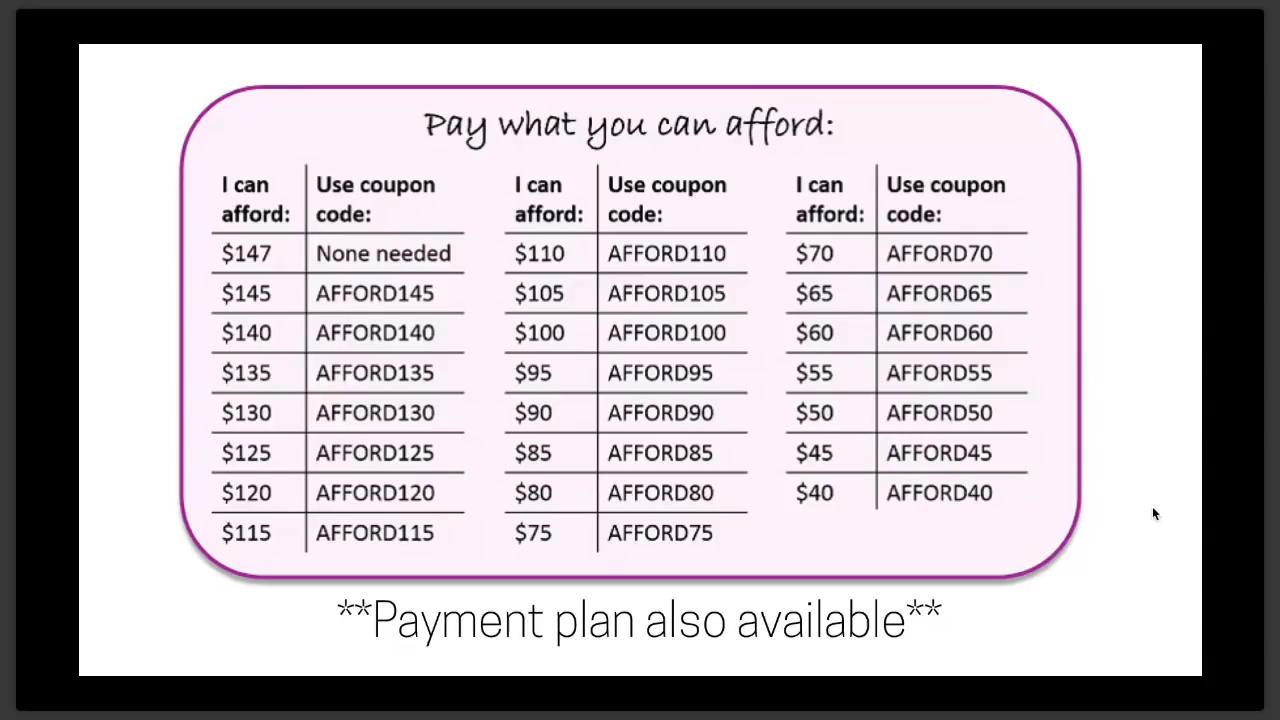 Pay what you can afford:
I can afford: Use coupon code:
$147 None needed
$145 AFFORD145
$140 AFFORD140
$135 AFFORD135
$130 AFFORD130
$125 AFFORD125
$120 AFFORD120
$115 AFFORD115
I can afford: Use coupon code:
$110 AFFORD110
$105 AFFORD105
$100 AFFORD100
$95 AFFORD95
$90 AFFORD90
$85 AFFORD85
$80 AFFORD80
$75 AFFORD75
I can afford: Use coupon code:
$70 AFFORD70
$65 AFFORD65
$60 AFFORD60
$55 AFFORD55
$50 AFFORD50
$45 AFFORD45
$40 AFFORD40
**Payment plan also available**